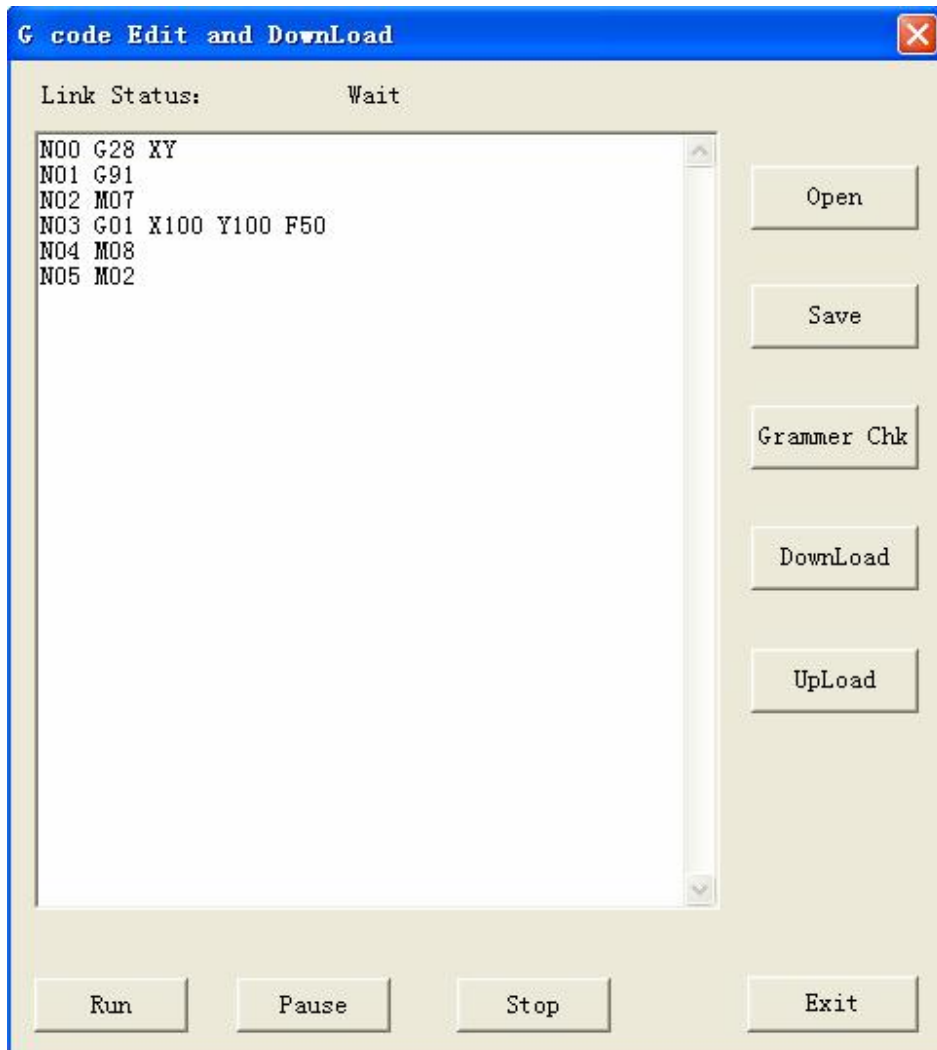 G code Edit and DownLoad
Link Status: Wait
N00 G28 XY
N01 G91
N02 M07
N03 G01 X100 Y100 F50
N04 M08
N05 M02
Open
Save
Grammer Chk
DownLoad
UpLoad
Run Pause Stop Exit